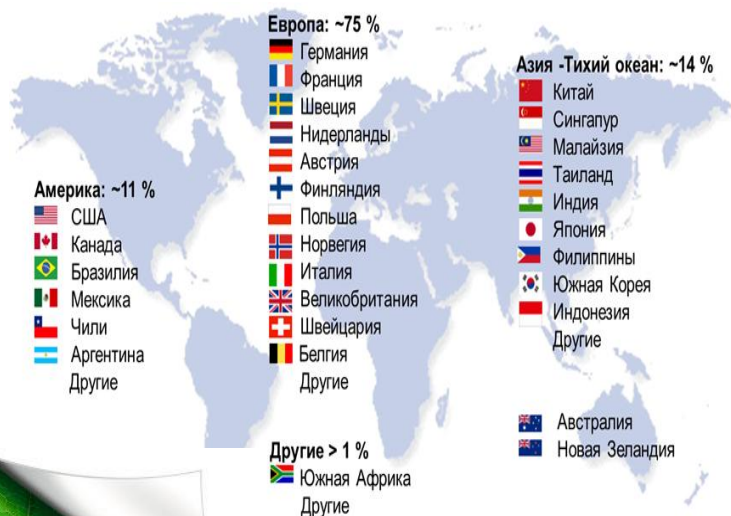 Европа: ~75 %
Германия
Франция
Швеция
Нидерланды
Австрия
Финляндия
Польша
Норвегия
Италия
Великобритания
Швейцария
Белгия
Другие
Азия -Тихий океан: ~14 %
Китай
Сингапур
Малайзия
Таиланд
Индия
Япония
Филиппины
Южная Корея
Индонезия
Другие
Австралия
Новая Зеландия
Америка: ~11 %
США
Канада
Бразилия
Мексика
Чили
Аргентина
Другие
Другие > 1 %
Южная Африка
Другие